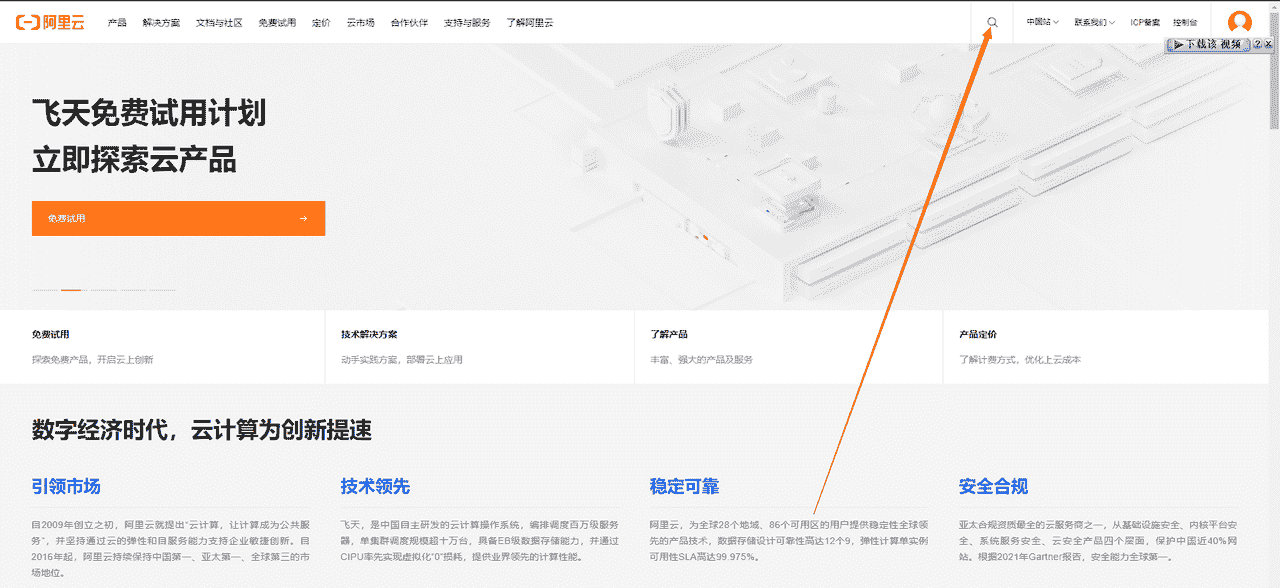 阿里云 产品 解决方案 文档与社区 免费试用 定价 云市场 合作伙伴 支持与服务 了解阿里云 中国站 联系我们 ICP备案 控制台
下载该视频 ? x
飞天免费试用计划
立即探索云产品
免费试用 →
免费试用 技术解决方案 了解产品 产品定价
探索免费产品，开启云上创新 动手实践方案，部署云上应用 丰富、强大的产品及服务 了解计费方式，优化上云成本
数字经济时代，云计算为创新提速
引领市场
自2009年创立之初，阿里云就提出“云计算，让计算成为公共服
务”，并坚持通过云的弹性和自服务能力支持企业敏捷创新。自
2016年起，阿里云持续保持中国第一、亚太第一、全球第三的市
场地位。
技术领先
飞天，是中国自主研发的云计算操作系统，编排调度百万级服务
器，单集群调度规模超十万台，具备EB级数据存储能力，并通过
CIPU率先实现虚拟化“0”损耗，提供业界领先的计算性能。
稳定可靠
阿里云，为全球28个地域、86个可用区的用户提供稳定性全球领
先的产品技术，数据存储设计可靠性高达12个9，弹性计算单实例
可用性SLA高达99.975%。
安全合规
亚太合规资质最全的云服务商之一，从基础设施安全、内核平台安
全、系统服务安全、云安全产品四个层面，保护中国近40%网
站。根据2021年Gartner报告，安全能力全球第一。